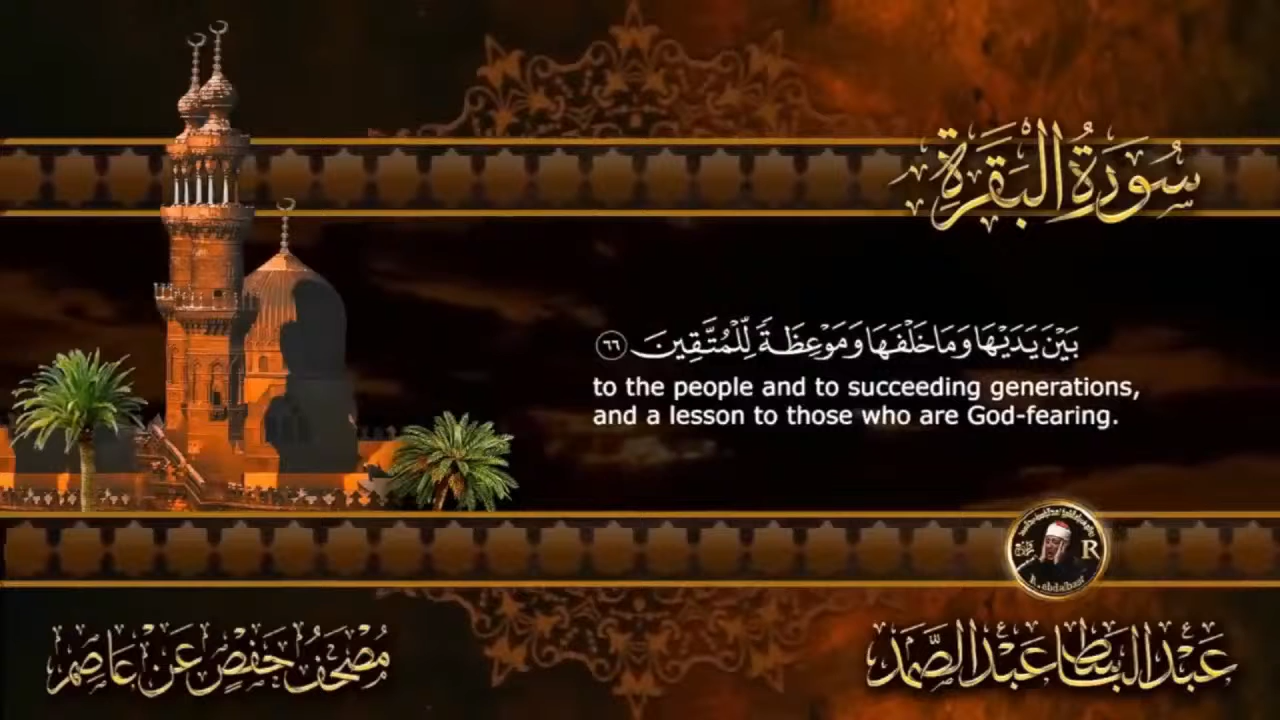 سُورَةُ الْبَقَرَةِ
بَيْنَ يَدَيْهَا وَمَا خَلْفَهَا وَمَوْعِظَةً لِّلْمُتَّقِينَ ٦٦
to the people and to succeeding generations,
and a lesson to those who are God-fearing.
R
عَبْدُ البَاسِط عَبْدُ الصَّمَد
مُصْحَفُ حَفْصٍ عَنْ عَاصِم